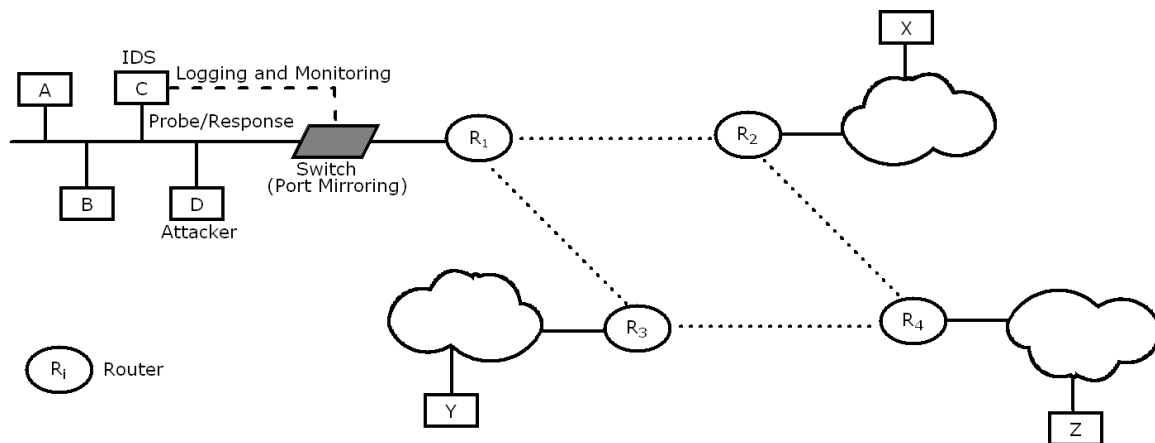 X
IDS
Logging and Monitoring
A
C
Probe/Response
R1
R2
Switch
(Port Mirroring)
B
D
Attacker
R3
R4
Ri
Router
Y
Z